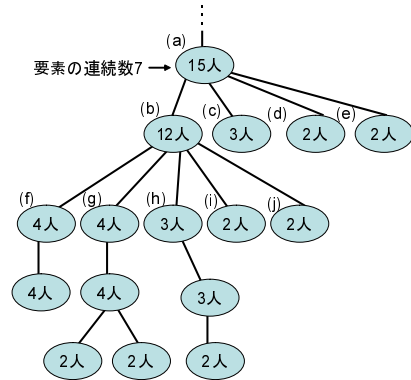 (a)
要素の連続数7
15人
(b) (c) (d) (e)
12人 3人 2人 2人
(f) (g) (h) (i) (j)
4人 4人 3人 2人 2人
4人 4人 3人
2人 2人 2人